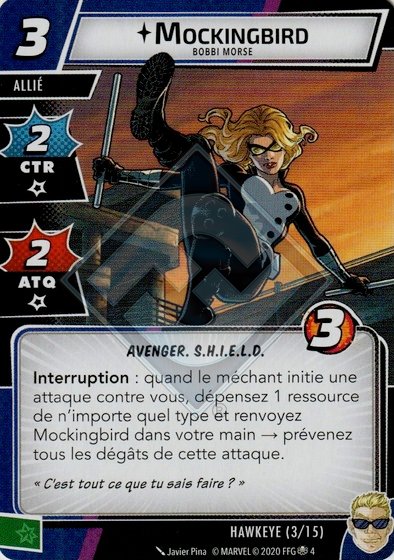 3
MOCKINGBIRD
BOBBI MORSE
ALLIÉ
2
CTR
2
ATQ
3
AVENGER. S.H.I.E.L.D.
Interruption : quand le méchant initie une
attaque contre vous, dépensez 1 ressource
de n'importe quel type et renvoyez
Mockingbird dans votre main → prévenez
tous les dégâts de cette attaque.
« C'est tout ce que tu sais faire ? »
HAWKEYE (3/15)
Javier Pina © MARVEL © 2020 FFG 4